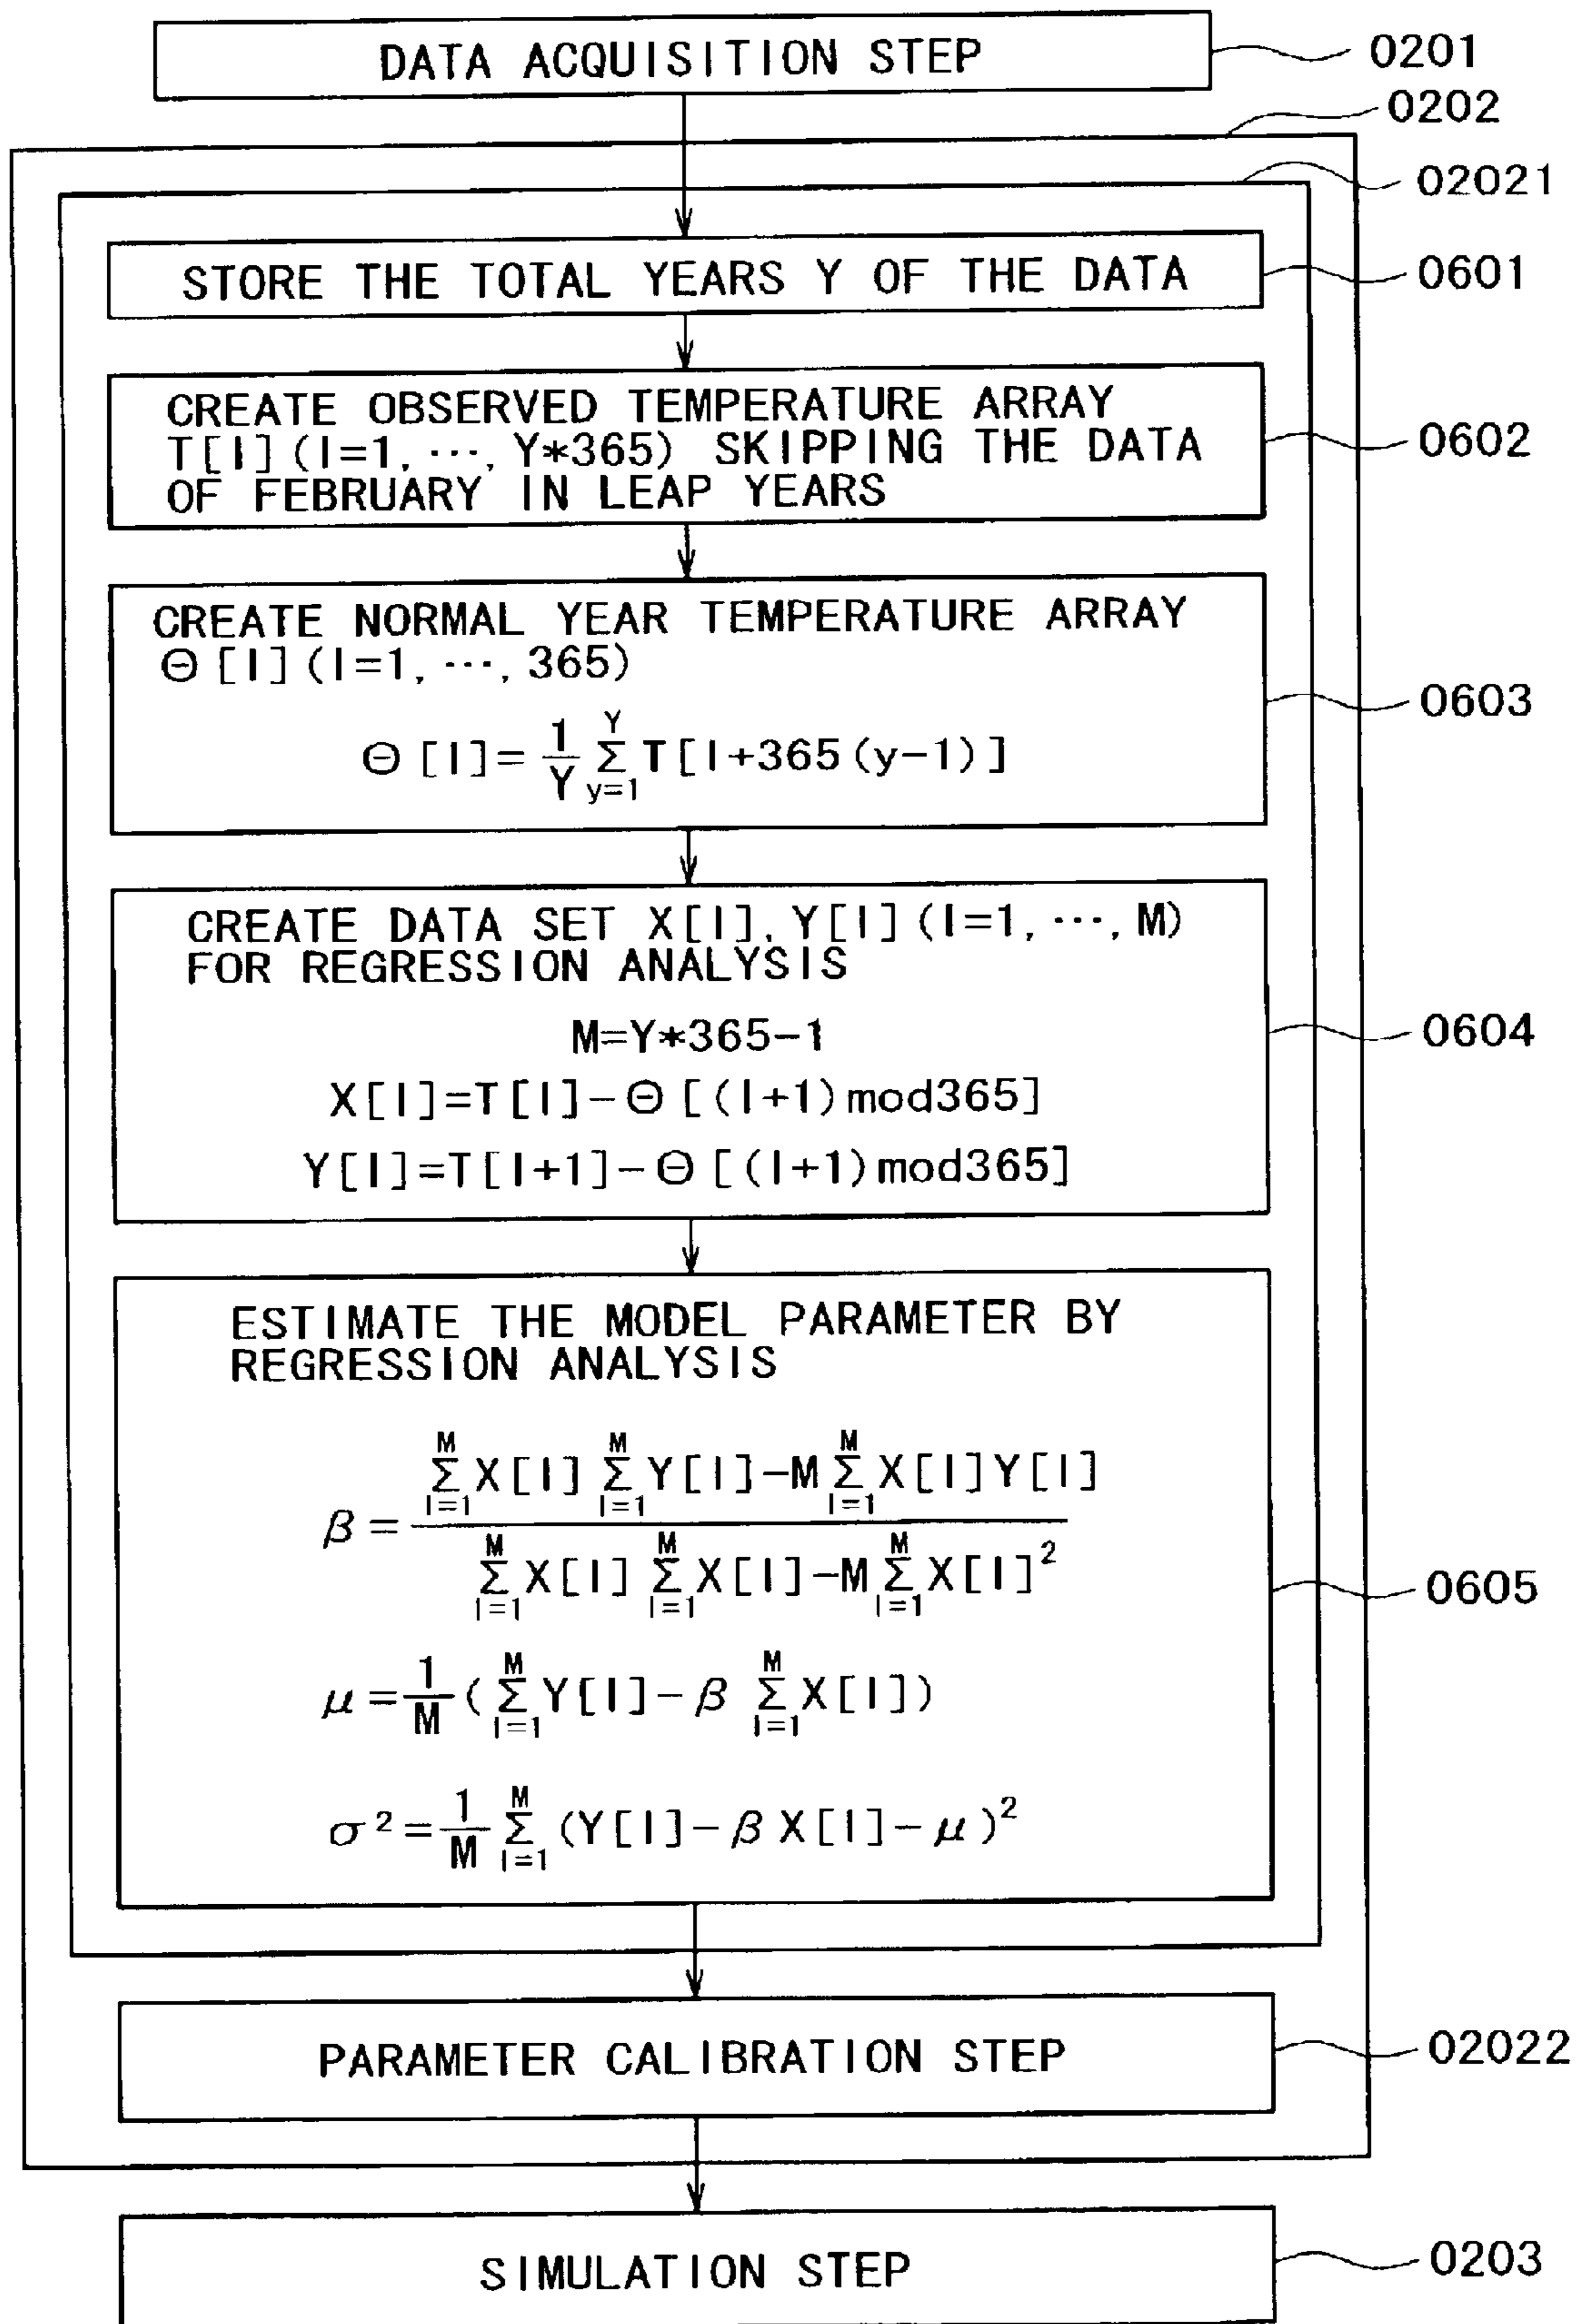 DATA ACQUISITION STEP
0201
0202
02021
STORE THE TOTAL YEARS Y OF THE DATA
0601
CREATE OBSERVED TEMPERATURE ARRAY
T[I](I=1, ···, Y*365) SKIPPING THE DATA
OF FEBRUARY IN LEAP YEARS
0602
CREATE NORMAL YEAR TEMPERATURE ARRAY
Θ[I](I=1, ···, 365)
Θ[I]= 1/Y Σ_{y=1}^{Y} T[I+365(y-1)]
0603
CREATE DATA SET X[I], Y[I](I=1, ···, M)
FOR REGRESSION ANALYSIS
M=Y*365-1
X[I]=T[I]-Θ[(I+1)mod365]
Y[I]=T[I+1]-Θ[(I+1)mod365]
0604
ESTIMATE THE MODEL PARAMETER BY
REGRESSION ANALYSIS
β = (Σ_{I=1}^{M} X[I] Σ_{I=1}^{M} Y[I]-M Σ_{I=1}^{M} X[I]Y[I]) / (Σ_{I=1}^{M} X[I] Σ_{I=1}^{M} X[I]-M Σ_{I=1}^{M} X[I]²)
μ = 1/M (Σ_{I=1}^{M} Y[I]-β Σ_{I=1}^{M} X[I])
σ² = 1/M Σ_{I=1}^{M} (Y[I]-β X[I]-μ)²
0605
PARAMETER CALIBRATION STEP
02022
SIMULATION STEP
0203